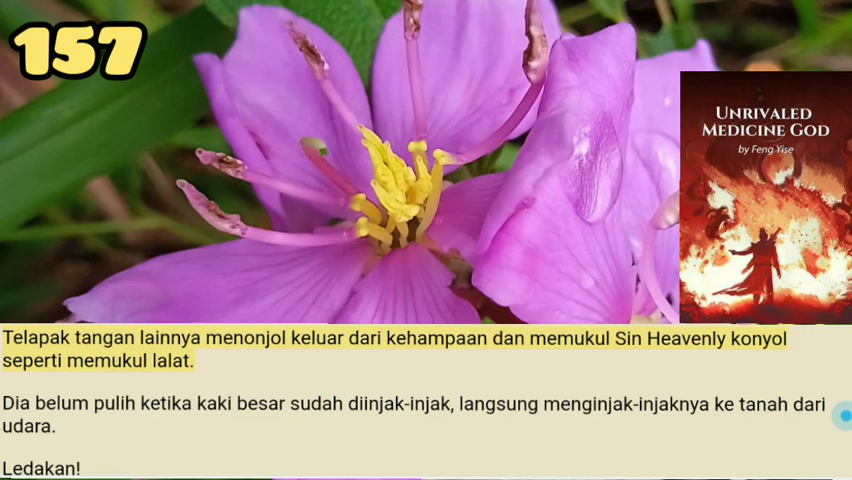 157
UNRIVALED
MEDICINE GOD
by Feng Yise
Telapak tangan lainnya menonjol keluar dari kehampaan dan memukul Sin Heavenly konyol
seperti memukul lalat.
Dia belum pulih ketika kaki besar sudah diinjak-injak, langsung menginjak-injaknya ke tanah dari
udara.
Ledakan!